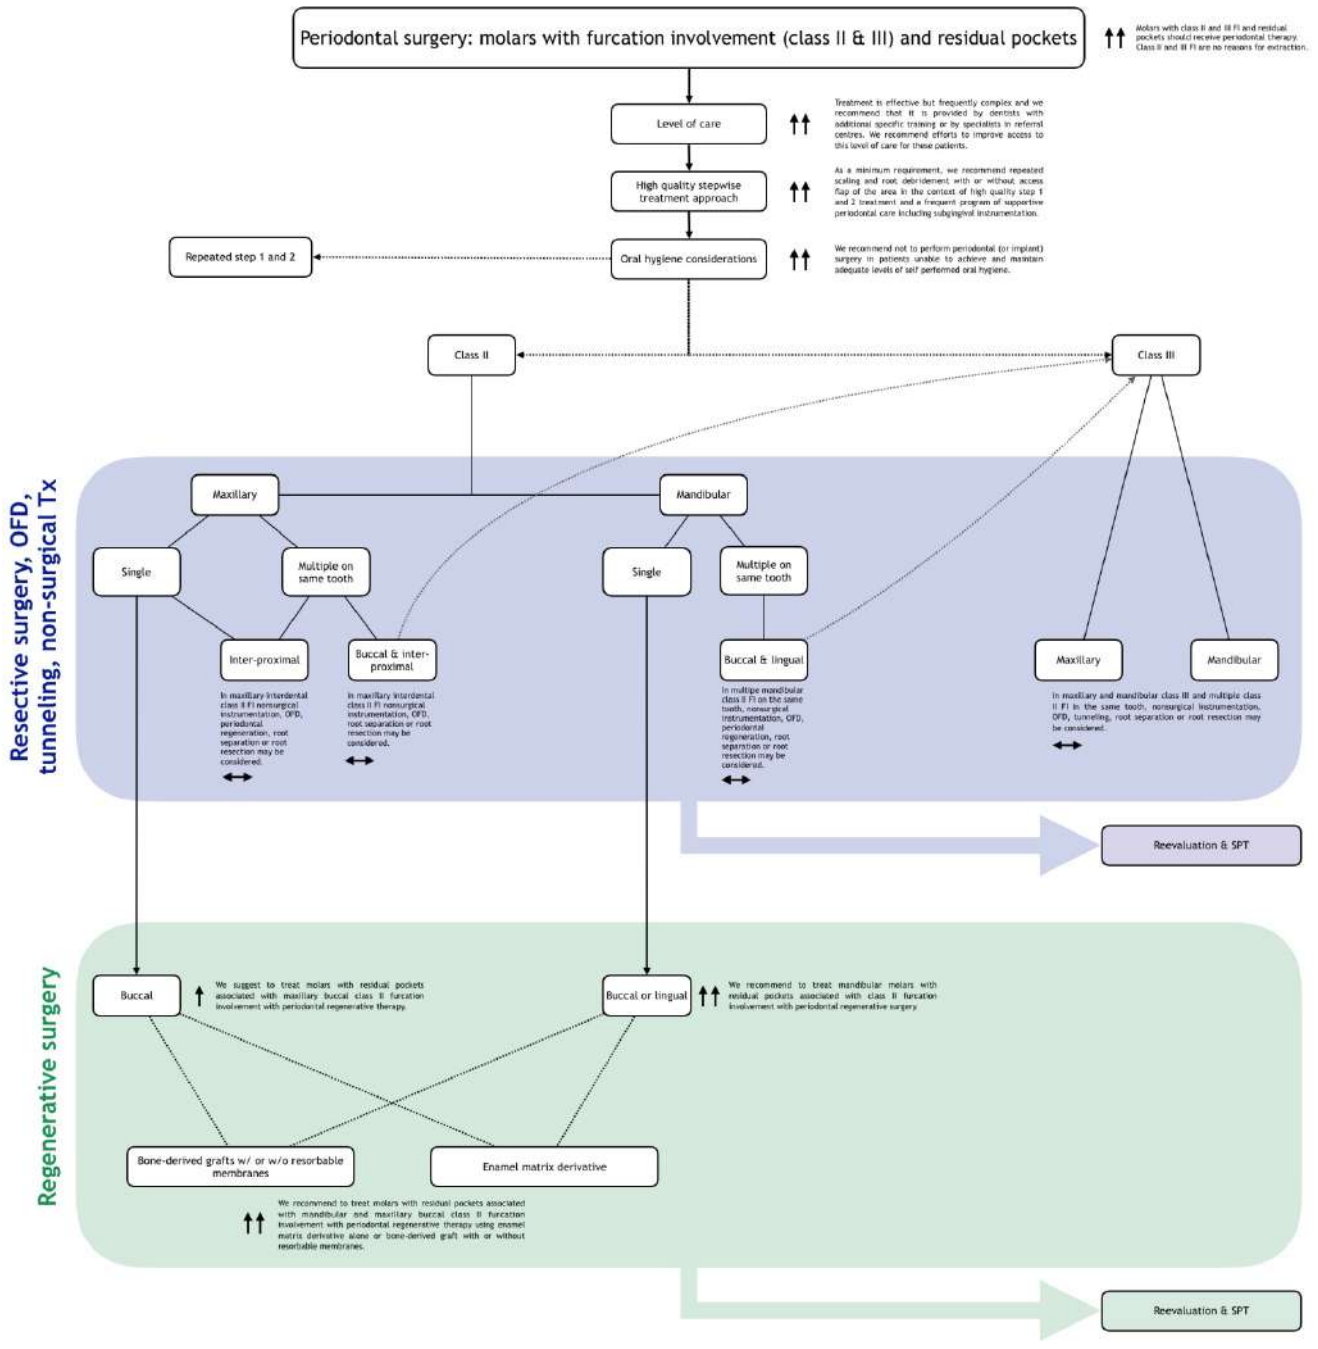 Periodontal surgery: molars with furcation involvement (class II & III) and residual pockets
Molars with class II and III FI and residual
pockets should receive periodontal therapy.
Class II and III FI are no reasons for extraction.
Level of care
Treatment is effective but frequently complex and we
recommend that it is provided by dentists with
additional specific training or by specialists in referral
centres. We recommend efforts to improve access to
this level of care for these patients.
High quality stepwise
treatment approach
As a minimum requirement, we recommend repeated
scaling and root debridement with or without access
flap of the area in the context of high quality step 1
and 2 treatment and a frequent program of supportive
periodontal care including subgingival instrumentation.
Repeated step 1 and 2
Oral hygiene considerations
We recommend not to perform periodontal (or implant)
surgery in patients unable to achieve and maintain
adequate levels of self performed oral hygiene.
Class II
Class III
Resective surgery, OFD,
tunneling, non-surgical Tx
Maxillary
Mandibular
Single
Multiple on
same tooth
Single
Multiple on
same tooth
Inter-proximal
Buccal & inter-
proximal
Buccal & lingual
Maxillary
Mandibular
In maxillary interdental
class II FI nonsurgical
instrumentation, OFD,
periodontal
regeneration, root
separation or root
resection may be
considered.
In maxillary interdental
class II FI nonsurgical
instrumentation, OFD,
root separation or root
resection may be
considered.
In multipe mandibular
class II FI on the same
tooth, nonsurgical
instrumentation, OFD,
periodontal
regeneration, root
separation or root
resection may be
considered.
In maxillary and mandibular class III and multiple class
II FI in the same tooth, nonsurgical instrumentation,
OFD, tunneling, root separation or root resection may
be considered.
Reevaluation & SPT
Regenerative surgery
Buccal
We suggest to treat molars with residual pockets
associated with maxillary buccal class II furcation
involvement with periodontal regenerative therapy.
Buccal or lingual
We recommend to treat mandibular molars with
residual pockets associated with class II furcation
involvement with periodontal regenerative surgery.
Bone-derived grafts w/ or w/o resorbable
membranes
Enamel matrix derivative
We recommend to treat molars with residual pockets associated
with mandibular and maxillary buccal class II furcation
involvement with periodontal regenerative therapy using enamel
matrix derivative alone or bone-derived graft with or without
resorbable membranes.
Reevaluation & SPT